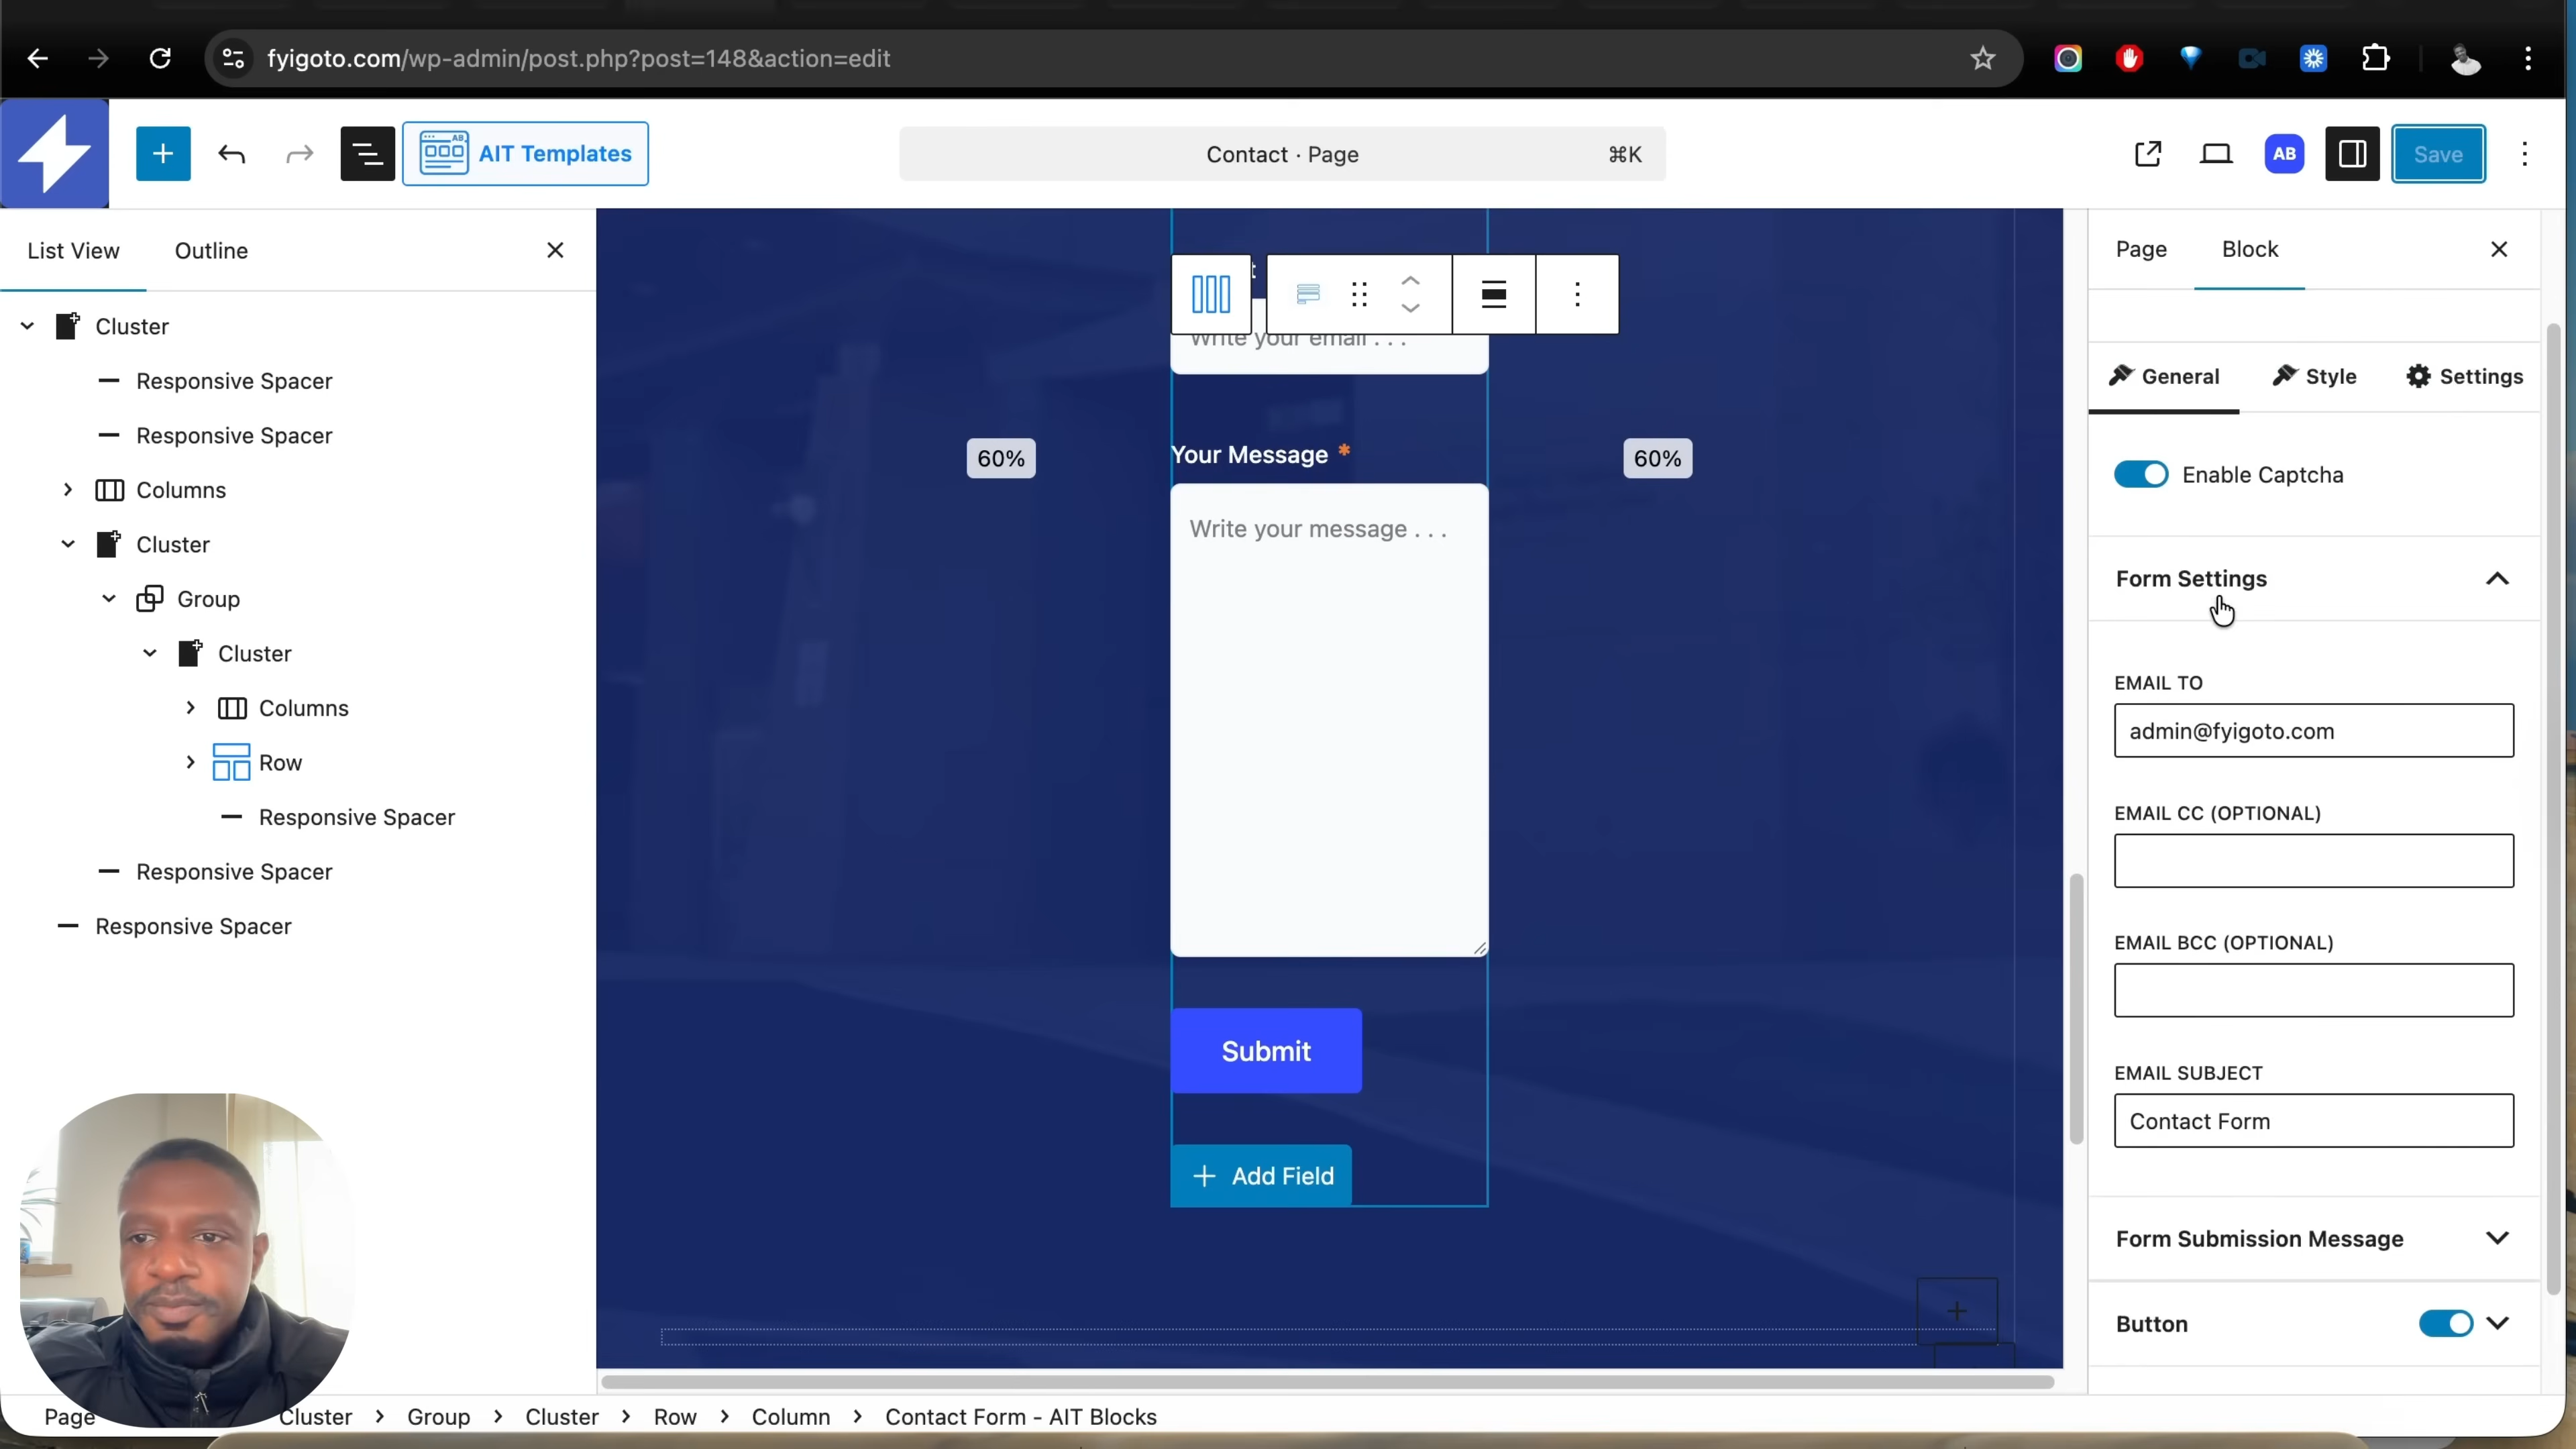 fyigoto.com/wp-admin/post.php?post=148&action=edit
AIT Templates
Contact · Page
⌘K
AB
Save
List View
Outline
Cluster
Responsive Spacer
Responsive Spacer
Columns
Cluster
Group
Cluster
Columns
Row
Responsive Spacer
Responsive Spacer
Responsive Spacer
Write your email . . .
60%
60%
Your Message *
Write your message . . .
Submit
+ Add Field
Page
Block
General
Style
Settings
Enable Captcha
Form Settings
EMAIL TO
admin@fyigoto.com
EMAIL CC (OPTIONAL)
EMAIL BCC (OPTIONAL)
EMAIL SUBJECT
Contact Form
Form Submission Message
Button
Page
Cluster > Group > Cluster > Row > Column > Contact Form - AIT Blocks